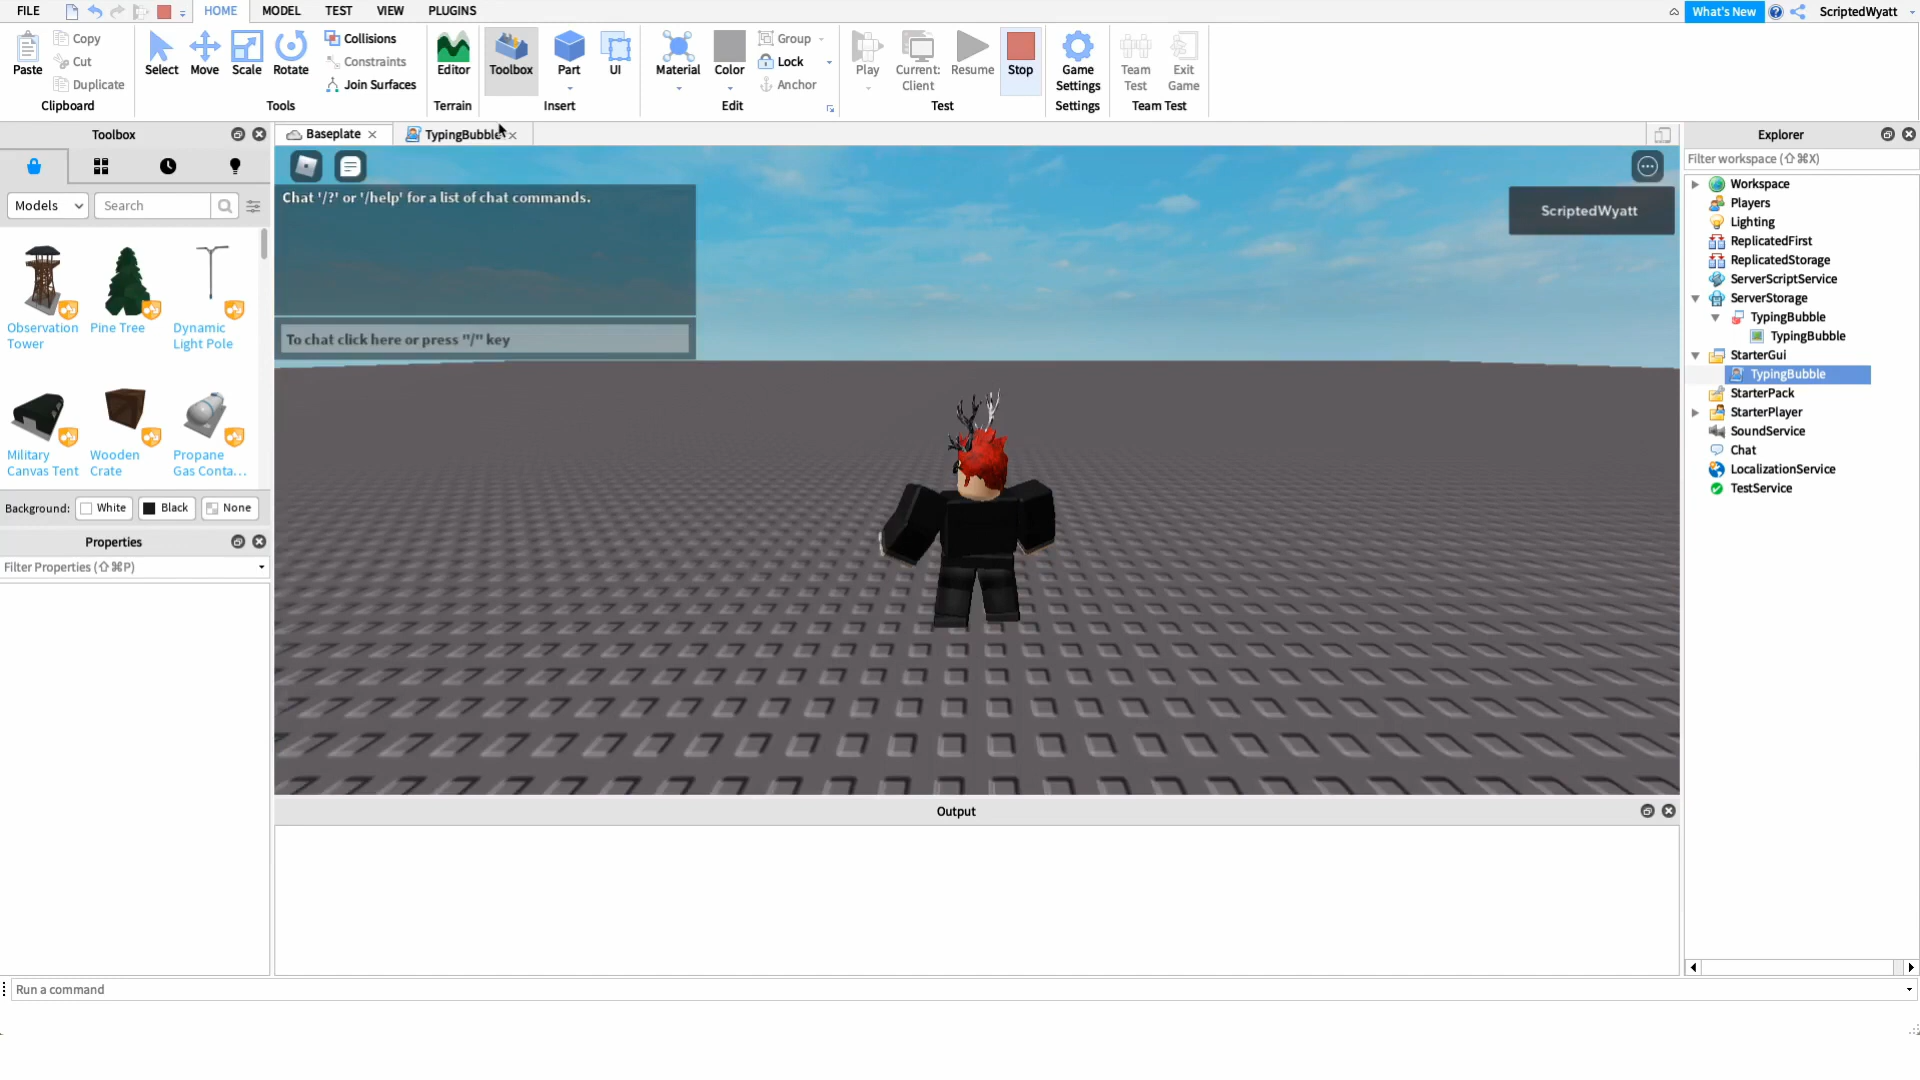 FILE
HOME
MODEL
TEST
VIEW
PLUGINS
What's New
ScriptedWyatt
Paste
Copy
Cut
Duplicate
Clipboard
Select
Move
Scale
Rotate
Collisions
Constraints
Join Surfaces
Tools
Editor
Terrain
Toolbox
Part
UI
Insert
Material
Color
Group
Lock
Anchor
Edit
Play
Current:
Client
Resume
Stop
Test
Game
Settings
Settings
Team
Test
Exit
Game
Team Test
Toolbox
Models
Search
Observation
Tower
Pine Tree
Dynamic
Light Pole
Military
Canvas Tent
Wooden
Crate
Propane
Gas Conta...
Background:
White
Black
None
Properties
Filter Properties (⇧⌘P)
Baseplate
TypingBubble
Chat '/?' or '/help' for a list of chat commands.
To chat click here or press "/" key
ScriptedWyatt
Output
Explorer
Filter workspace (⇧⌘X)
Workspace
Players
Lighting
ReplicatedFirst
ReplicatedStorage
ServerScriptService
ServerStorage
TypingBubble
TypingBubble
StarterGui
TypingBubble
StarterPack
StarterPlayer
SoundService
Chat
LocalizationService
TestService
Run a command